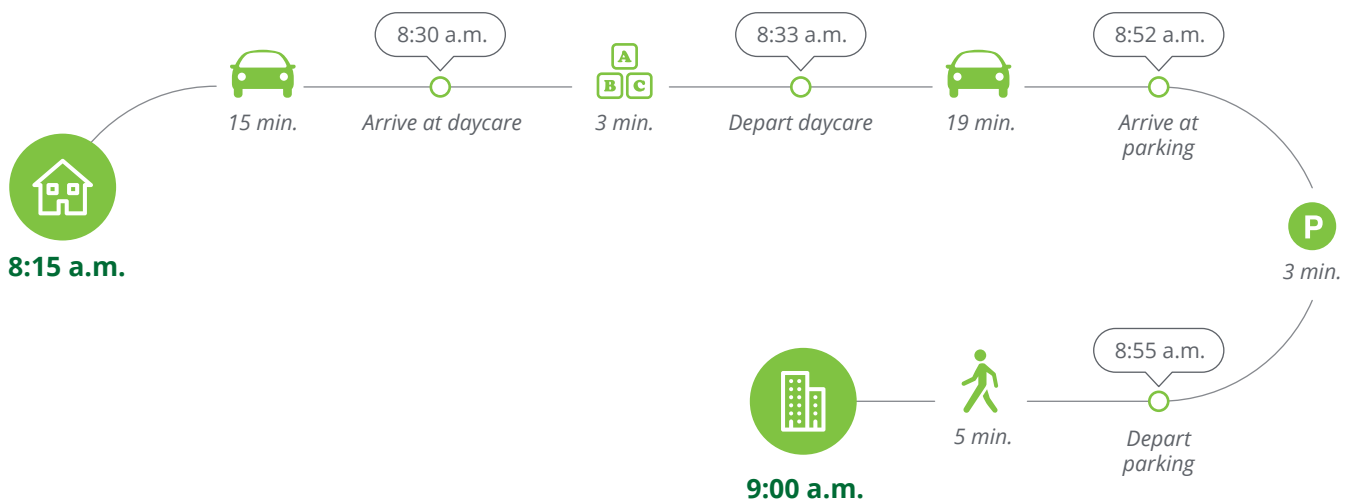 8:30 a.m.
8:33 a.m.
8:52 a.m.
A
B C
15 min.
Arrive at daycare
3 min.
Depart daycare
19 min.
Arrive at
parking
8:15 a.m.
P
3 min.
8:55 a.m.
5 min.
Depart
parking
9:00 a.m.